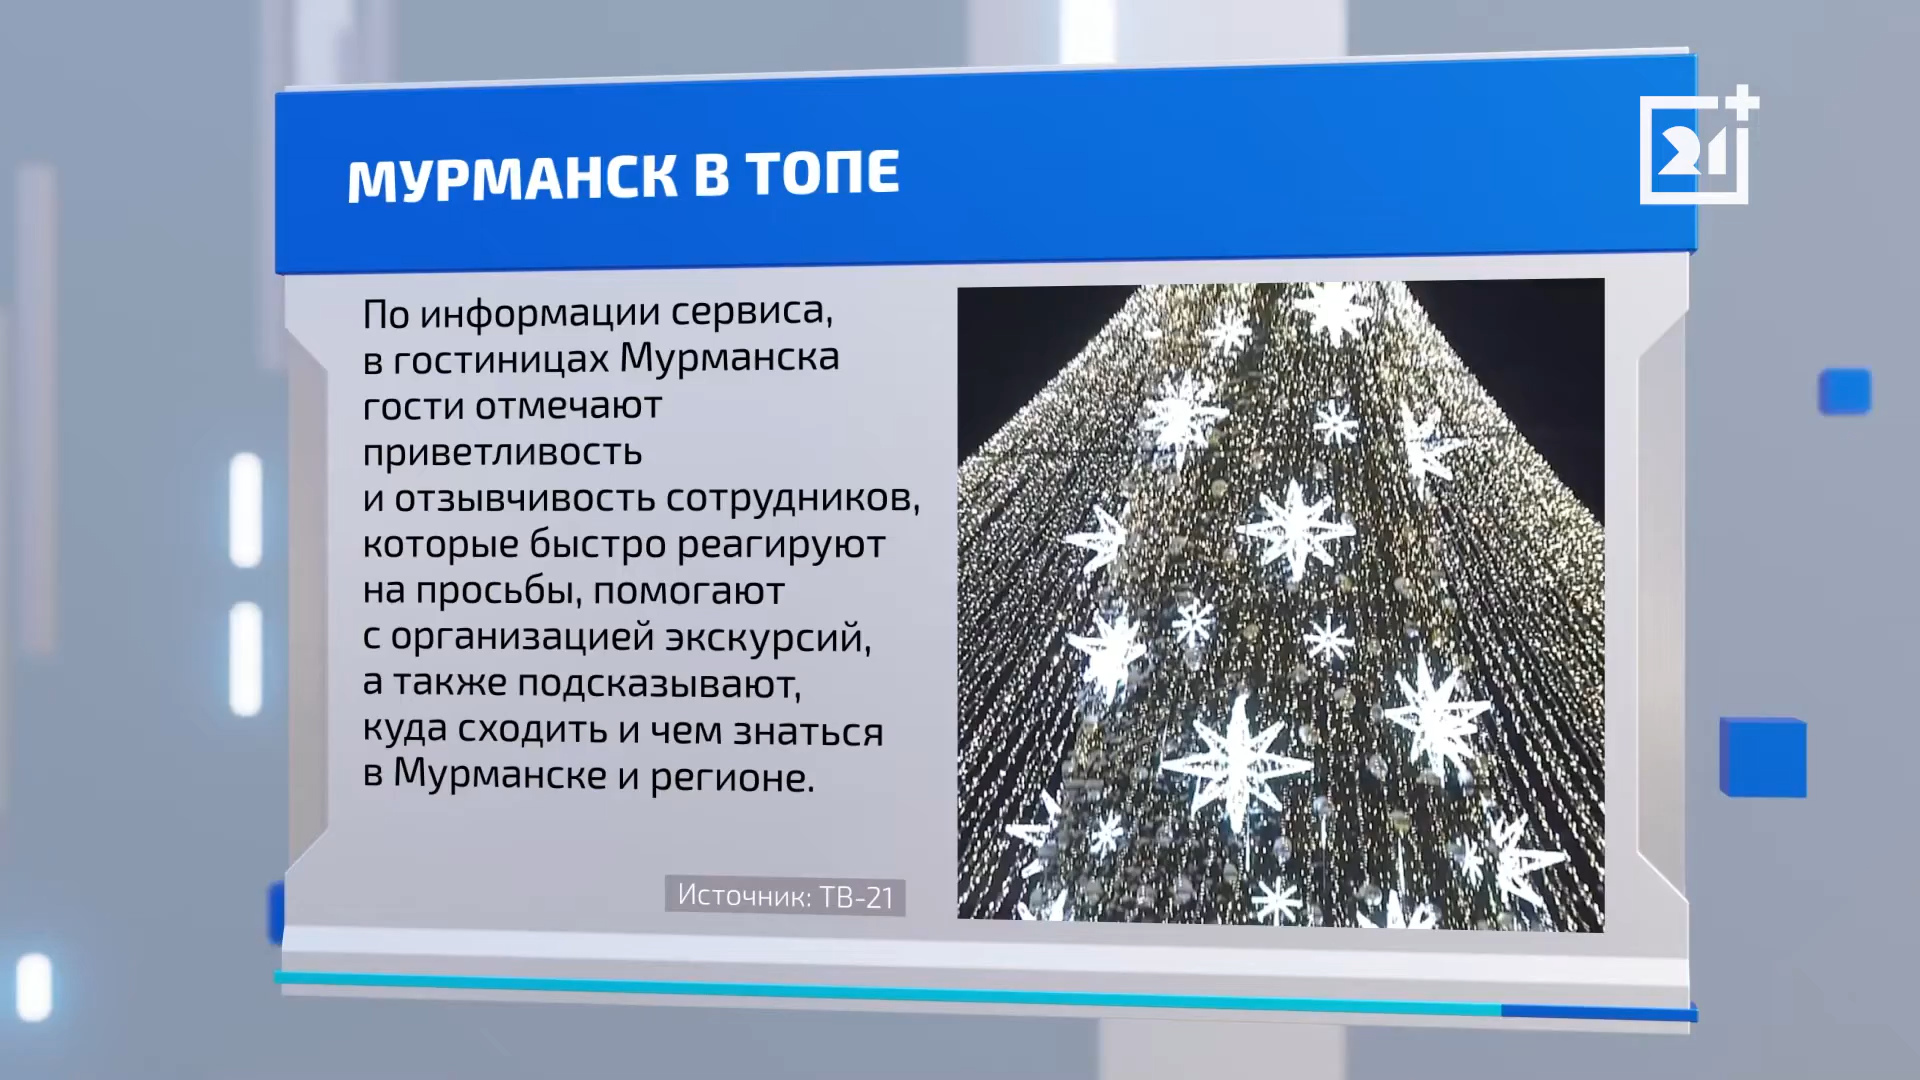 МУРМАНСК В ТОПЕ
21+
По информации сервиса,
в гостиницах Мурманска
гости отмечают
приветливость
и отзывчивость сотрудников,
которые быстро реагируют
на просьбы, помогают
с организацией экскурсий,
а также подсказывают,
куда сходить и чем знаться
в Мурманске и регионе.
Источник: ТВ-21